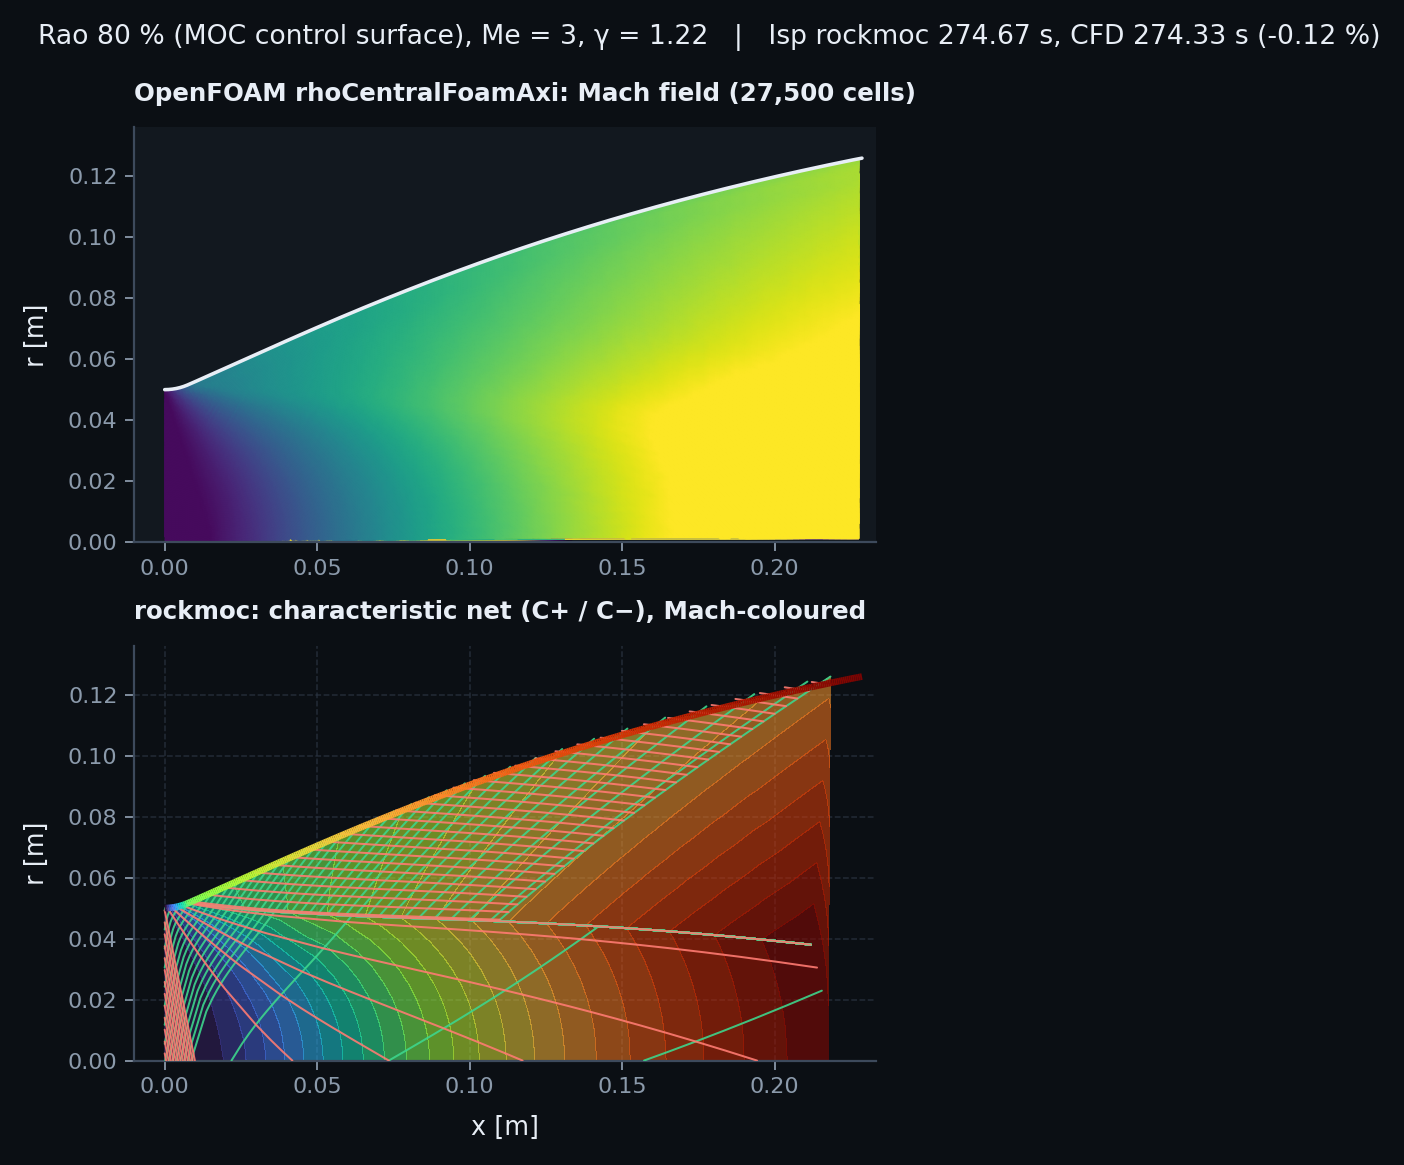 Rao 80 % (MOC control surface), Me = 3, γ = 1.22   |   Isp rockmoc 274.67 s, CFD 274.33 s (-0.12 %)
OpenFOAM rhoCentralFoamAxi: Mach field (27,500 cells)
0.12
0.10
0.08
0.06
0.04
0.02
0.00
r [m]
0.00 0.05 0.10 0.15 0.20
rockmoc: characteristic net (C+ / C−), Mach-coloured
0.12
0.10
0.08
0.06
0.04
0.02
0.00
r [m]
0.00 0.05 0.10 0.15 0.20
x [m]